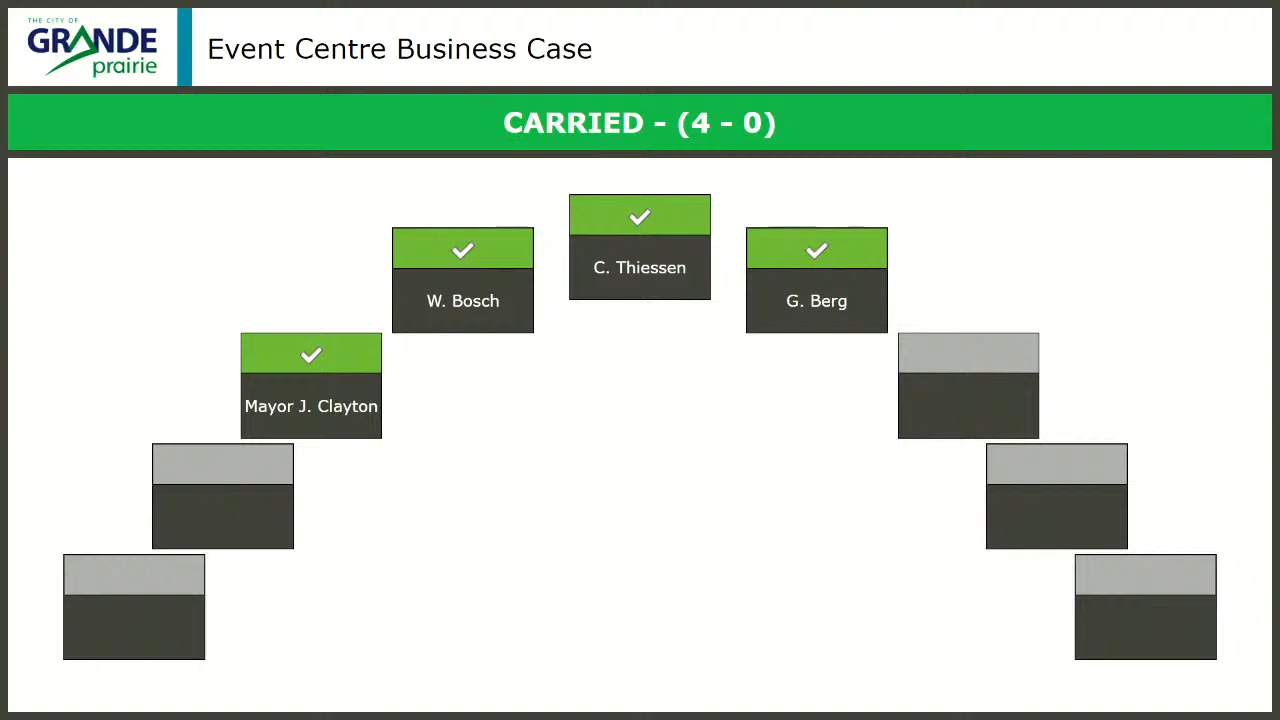 THE CITY OF
GRANDE
prairie
Event Centre Business Case
CARRIED - (4 - 0)
C. Thiessen
W. Bosch
G. Berg
Mayor J. Clayton